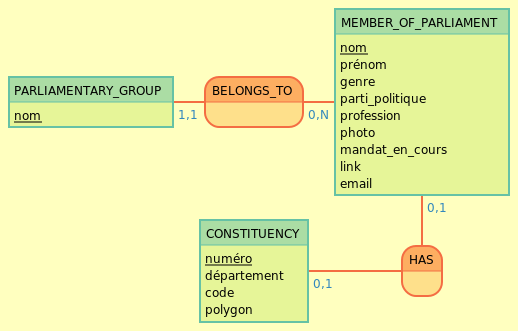 MEMBER_OF_PARLIAMENT
nom
prénom
genre
parti_politique
profession
photo
mandat_en_cours
link
email
PARLIAMENTARY_GROUP
nom
1,1
BELONGS_TO
0,N
0,1
HAS
CONSTITUENCY
numéro
département
code
polygon
0,1